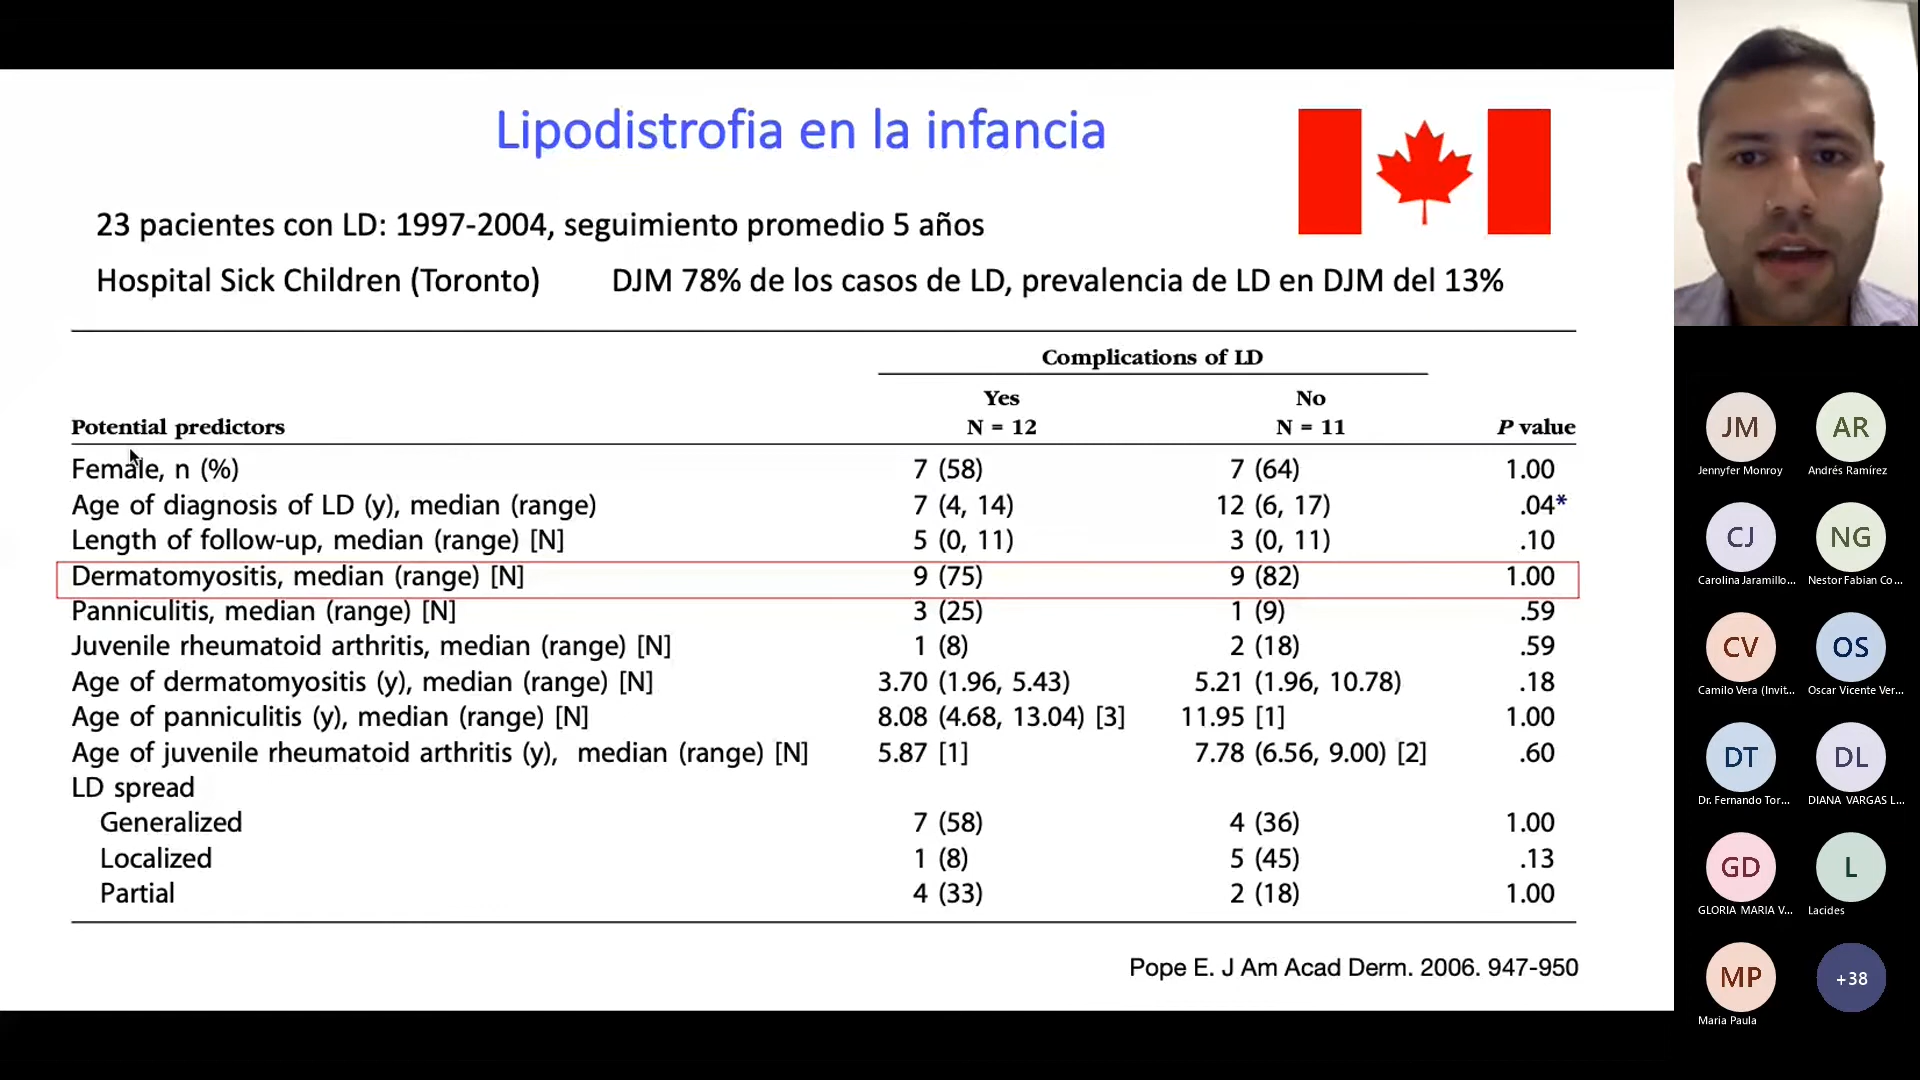 Lipodistrofia en la infancia
23 pacientes con LD: 1997-2004, seguimiento promedio 5 años
Hospital Sick Children (Toronto) DJM 78% de los casos de LD, prevalencia de LD en DJM del 13%
Complications of LD
Yes No
Potential predictors N = 12 N = 11 P value
Female, n (%) 7 (58) 7 (64) 1.00
Age of diagnosis of LD (y), median (range) 7 (4, 14) 12 (6, 17) .04*
Length of follow-up, median (range) [N] 5 (0, 11) 3 (0, 11) .10
Dermatomyositis, median (range) [N] 9 (75) 9 (82) 1.00
Panniculitis, median (range) [N] 3 (25) 1 (9) .59
Juvenile rheumatoid arthritis, median (range) [N] 1 (8) 2 (18) .59
Age of dermatomyositis (y), median (range) [N] 3.70 (1.96, 5.43) 5.21 (1.96, 10.78) .18
Age of panniculitis (y), median (range) [N] 8.08 (4.68, 13.04) [3] 11.95 [1] 1.00
Age of juvenile rheumatoid arthritis (y), median (range) [N] 5.87 [1] 7.78 (6.56, 9.00) [2] .60
LD spread
Generalized 7 (58) 4 (36) 1.00
Localized 1 (8) 5 (45) .13
Partial 4 (33) 2 (18) 1.00
Pope E. J Am Acad Derm. 2006. 947-950
JM AR
Jennyfer Monroy Andrés Ramírez
CJ NG
Carolina Jaramillo... Nestor Fabian Co...
CV OS
Camilo Vera (Invit... Oscar Vicente Ver...
DT DL
Dr. Fernando Tor... DIANA VARGAS L...
GD L
GLORIA MARIA V... Lacides
MP +38
Maria Paula